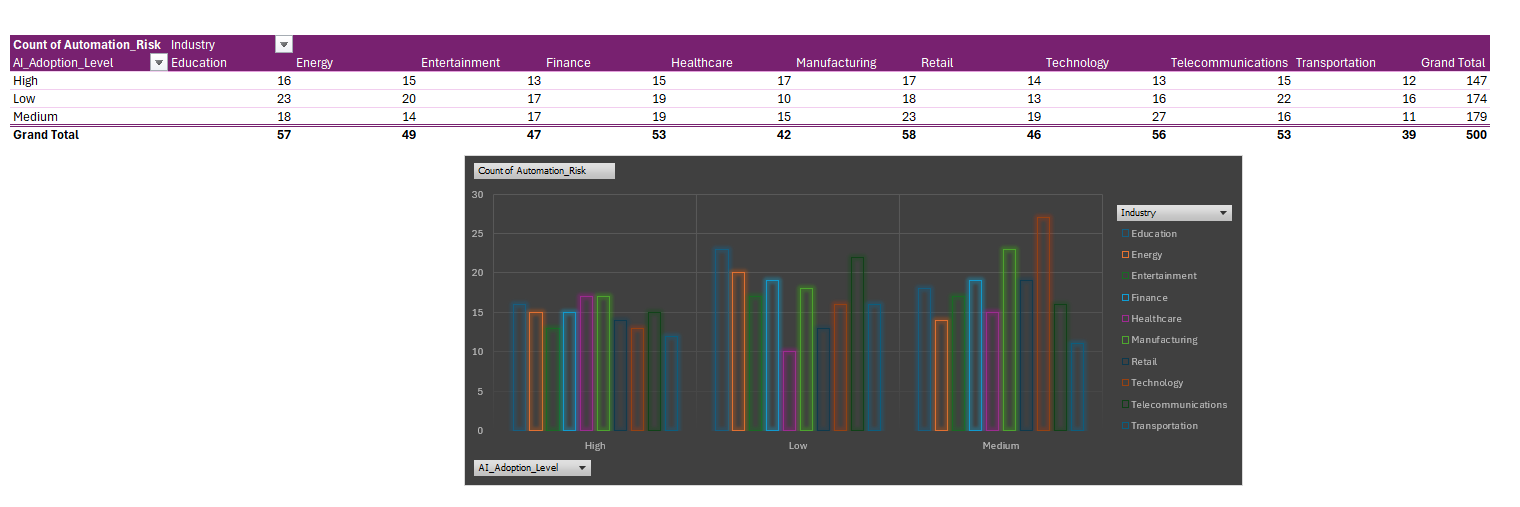 Count of Automation_Risk Industry
AI_Adoption_Level Education Energy Entertainment Finance Healthcare Manufacturing Retail Technology Telecommunications Transportation Grand Total
High 16 15 13 15 17 17 14 13 15 12 147
Low 23 20 17 19 10 18 13 16 22 16 174
Medium 18 14 17 19 15 23 19 27 16 11 179
Grand Total 57 49 47 53 42 58 46 56 53 39 500
Count of Automation_Risk
30
25
20
15
10
5
0
High Low Medium
AI_Adoption_Level
Industry
Education
Energy
Entertainment
Finance
Healthcare
Manufacturing
Retail
Technology
Telecommunications
Transportation